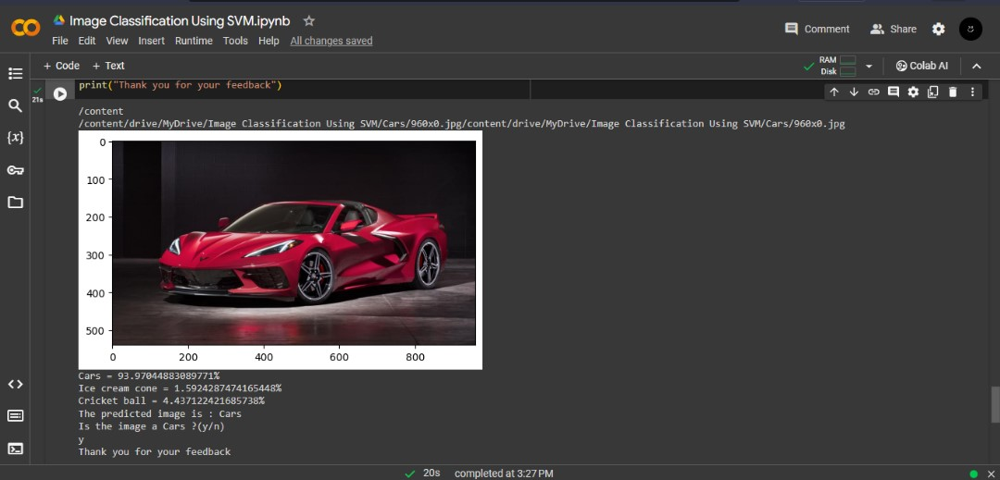 Image Classification Using SVM.ipynb
File Edit View Insert Runtime Tools Help All changes saved
Comment Share
+ Code + Text
RAM
Disk
Colab AI
21s
print("Thank you for your feedback")
/content
/content/drive/MyDrive/Image Classification Using SVM/Cars/960x0.jpg/content/drive/MyDrive/Image Classification Using SVM/Cars/960x0.jpg
0
100
200
300
400
500
0 200 400 600 800
Cars = 93.97044883089771%
Ice cream cone = 1.5924287474165448%
Cricket ball = 4.437122421685738%
The predicted image is : Cars
Is the image a Cars ?(y/n)
y
Thank you for your feedback
20s completed at 3:27 PM